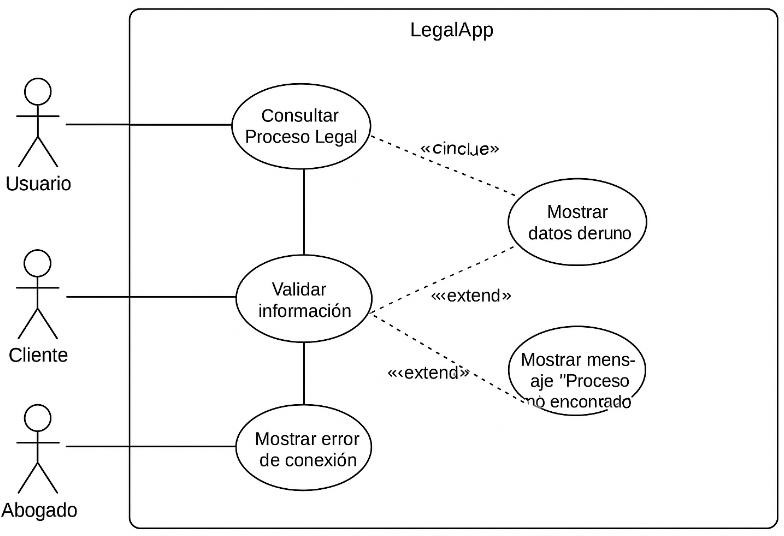 LegalApp
Usuario
Consultar
Proceso Legal
«cinclue»
Mostrar
datos deruno
Cliente
Validar
información
««extend»
Mostrar mens-
aje "Proceso
no encontado
««extend»
Abogado
Mostrar error
de conexión